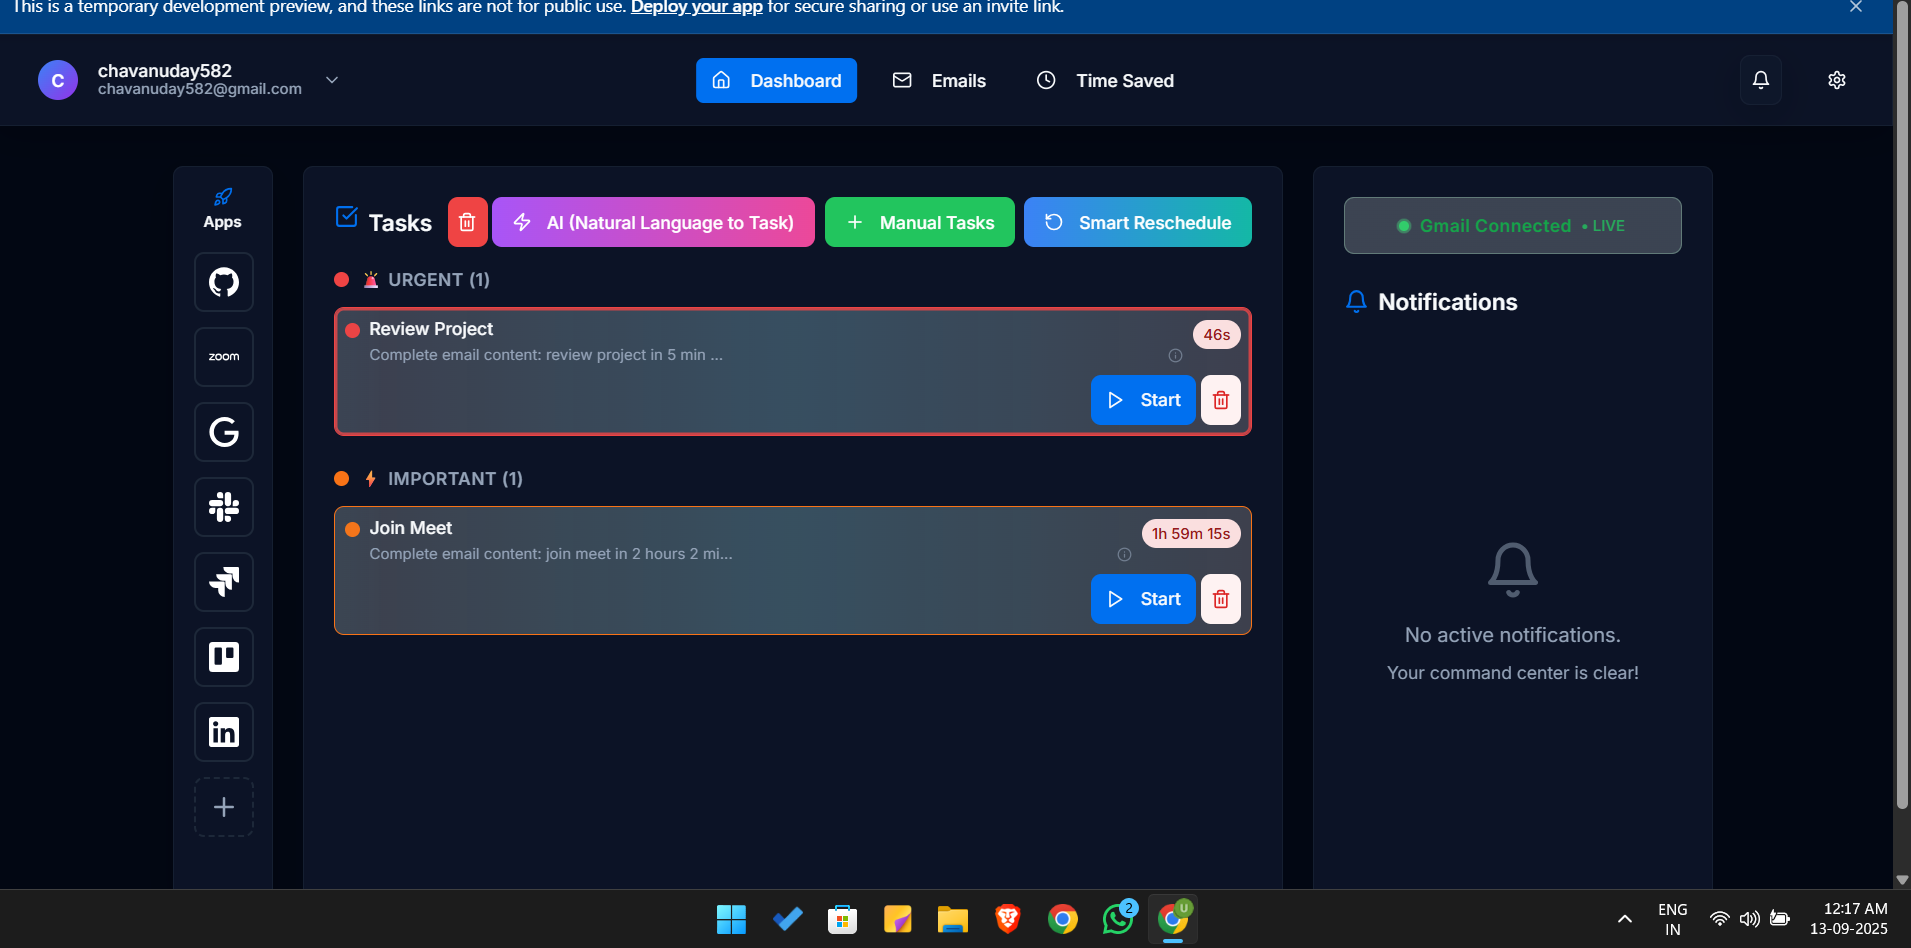 This is a temporary development preview, and these links are not for public use. Deploy your app for secure sharing or use an invite link.
C
chavanuday582
chavanuday582@gmail.com
Dashboard
Emails
Time Saved
Apps
zoom
in
Tasks
AI (Natural Language to Task)
Manual Tasks
Smart Reschedule
URGENT (1)
Review Project
46s
Complete email content: review project in 5 min ...
Start
IMPORTANT (1)
Join Meet
1h 59m 15s
Complete email content: join meet in 2 hours 2 mi...
Start
Gmail Connected • LIVE
Notifications
No active notifications.
Your command center is clear!
2
U
ENG
IN
12:17 AM
13-09-2025